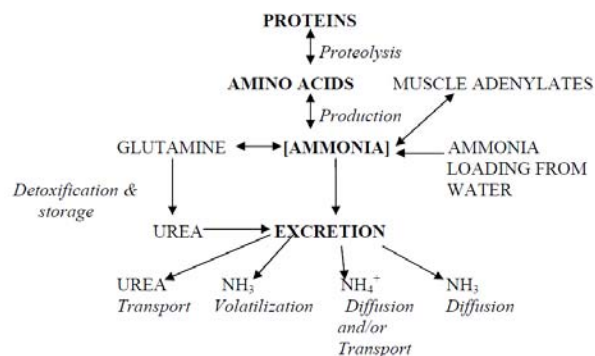 PROTEINS
Proteolysis
AMINO ACIDS
MUSCLE ADENYLATES
Production
GLUTAMINE
[AMMONIA]
AMMONIA
LOADING FROM
WATER
Detoxification &
storage
UREA
EXCRETION
UREA
Transport
NH₃
Volatilization
NH₄⁺
Diffusion
and/or
Transport
NH₃
Diffusion